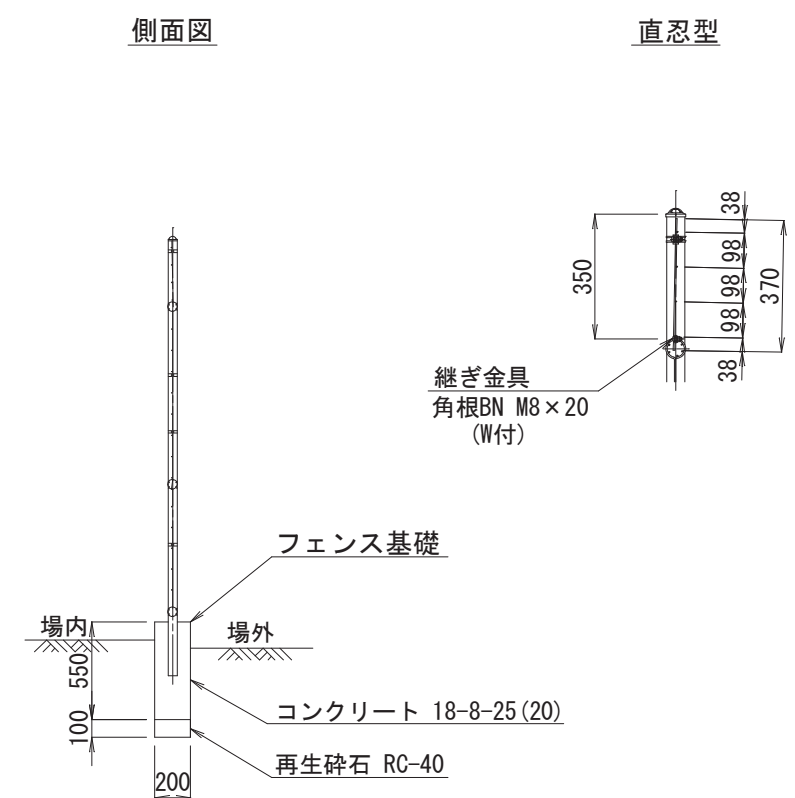 側面図
直忍型
38
98
98
98
38
350
370
継ぎ金具
角根BN M8×20
(W付)
フェンス基礎
場内
場外
550
100
200
コンクリート 18-8-25(20)
再生砕石 RC-40